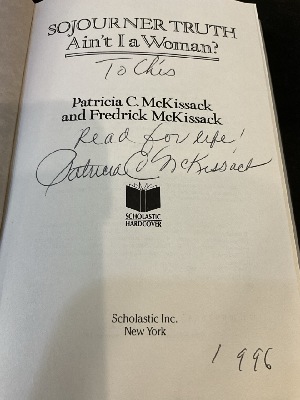 SOJOURNER TRUTH
Ain't I a Woman?
To Chis
Patricia C. McKissack
and Fredrick McKissack
Read for life!
Patricia C McKissack
SCHOLASTIC
HARDCOVER
Scholastic Inc.
New York
1996